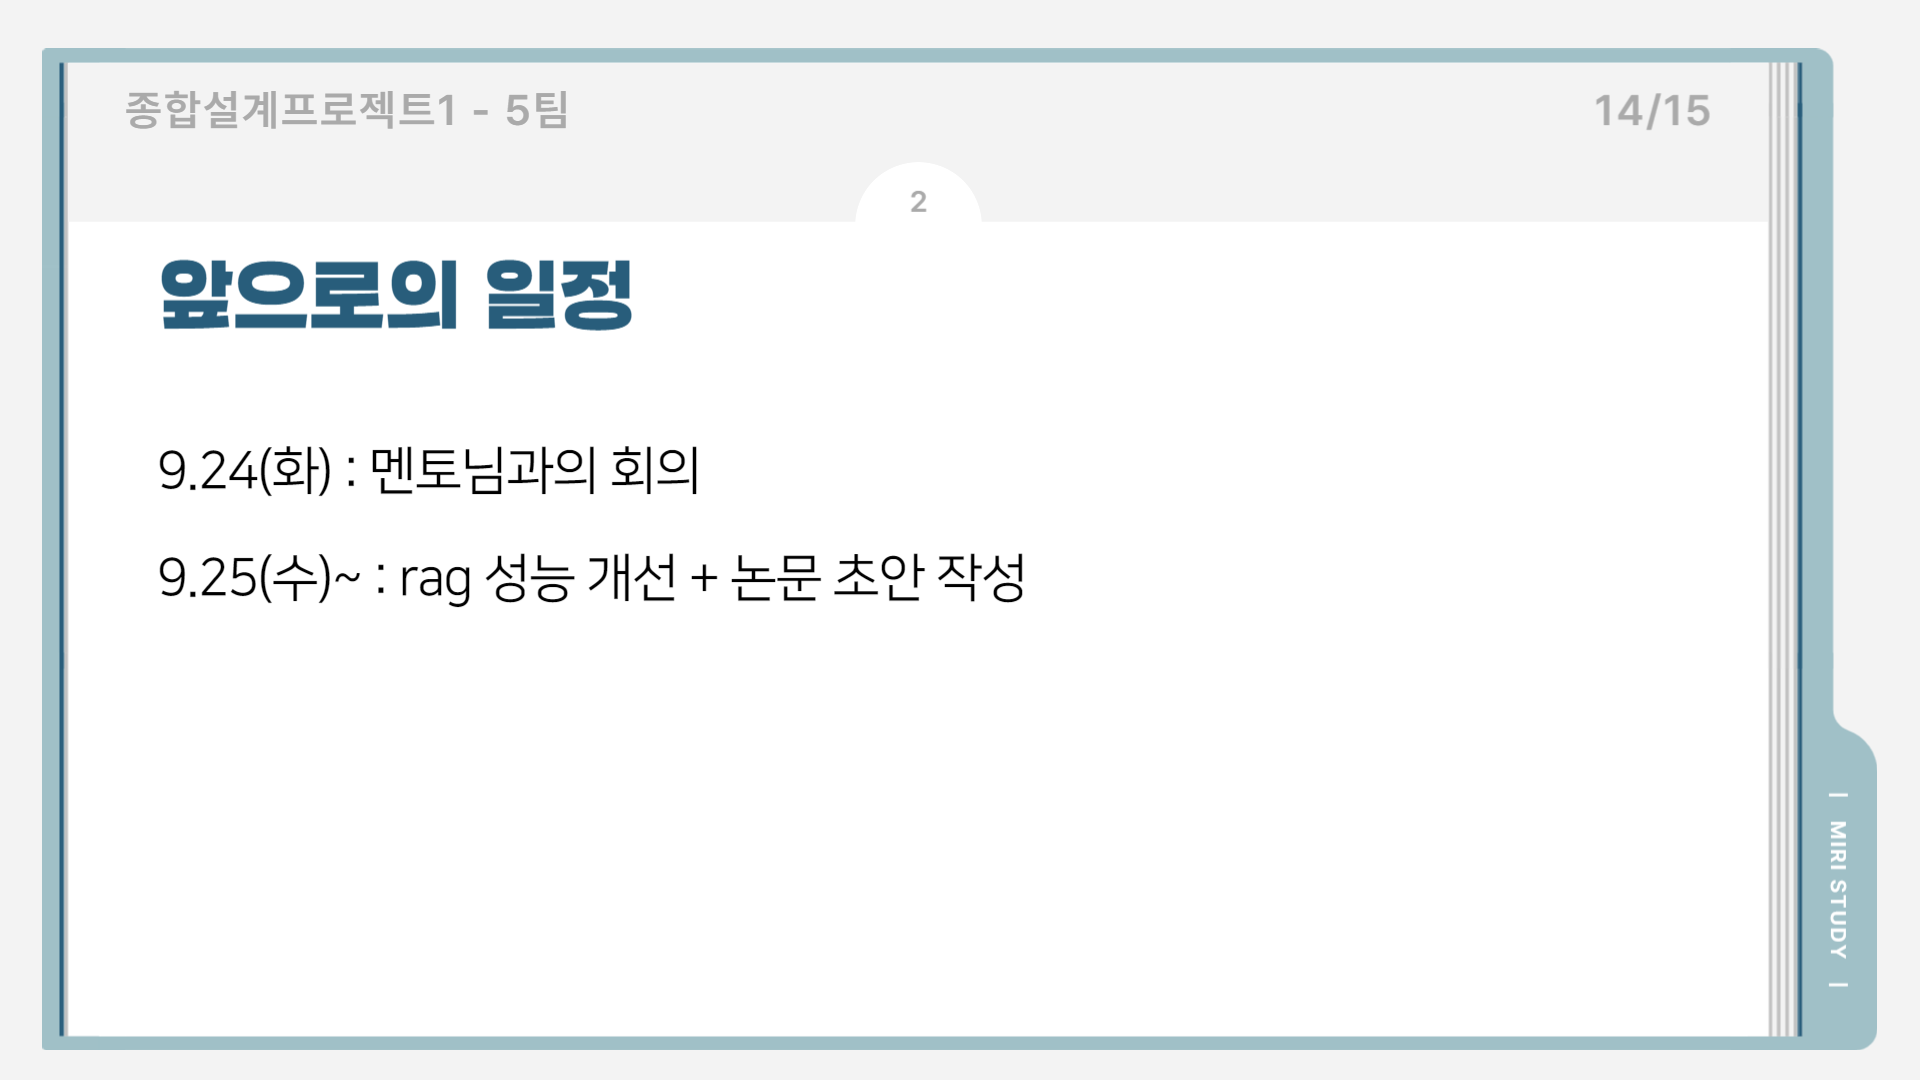 종합설계프로젝트1 - 5팀
14/15
2
앞으로의 일정
9.24(화) : 멘토님과의 회의
9.25(수)~ : rag 성능 개선 + 논문 초안 작성
| MIRI STUDY |